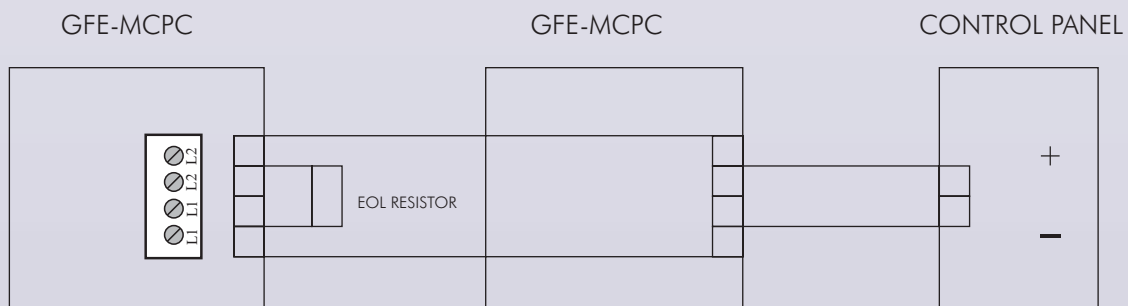 GFE-MCPC
GFE-MCPC
CONTROL PANEL
L2
L2
L1
L1
EOL RESISTOR
+
−